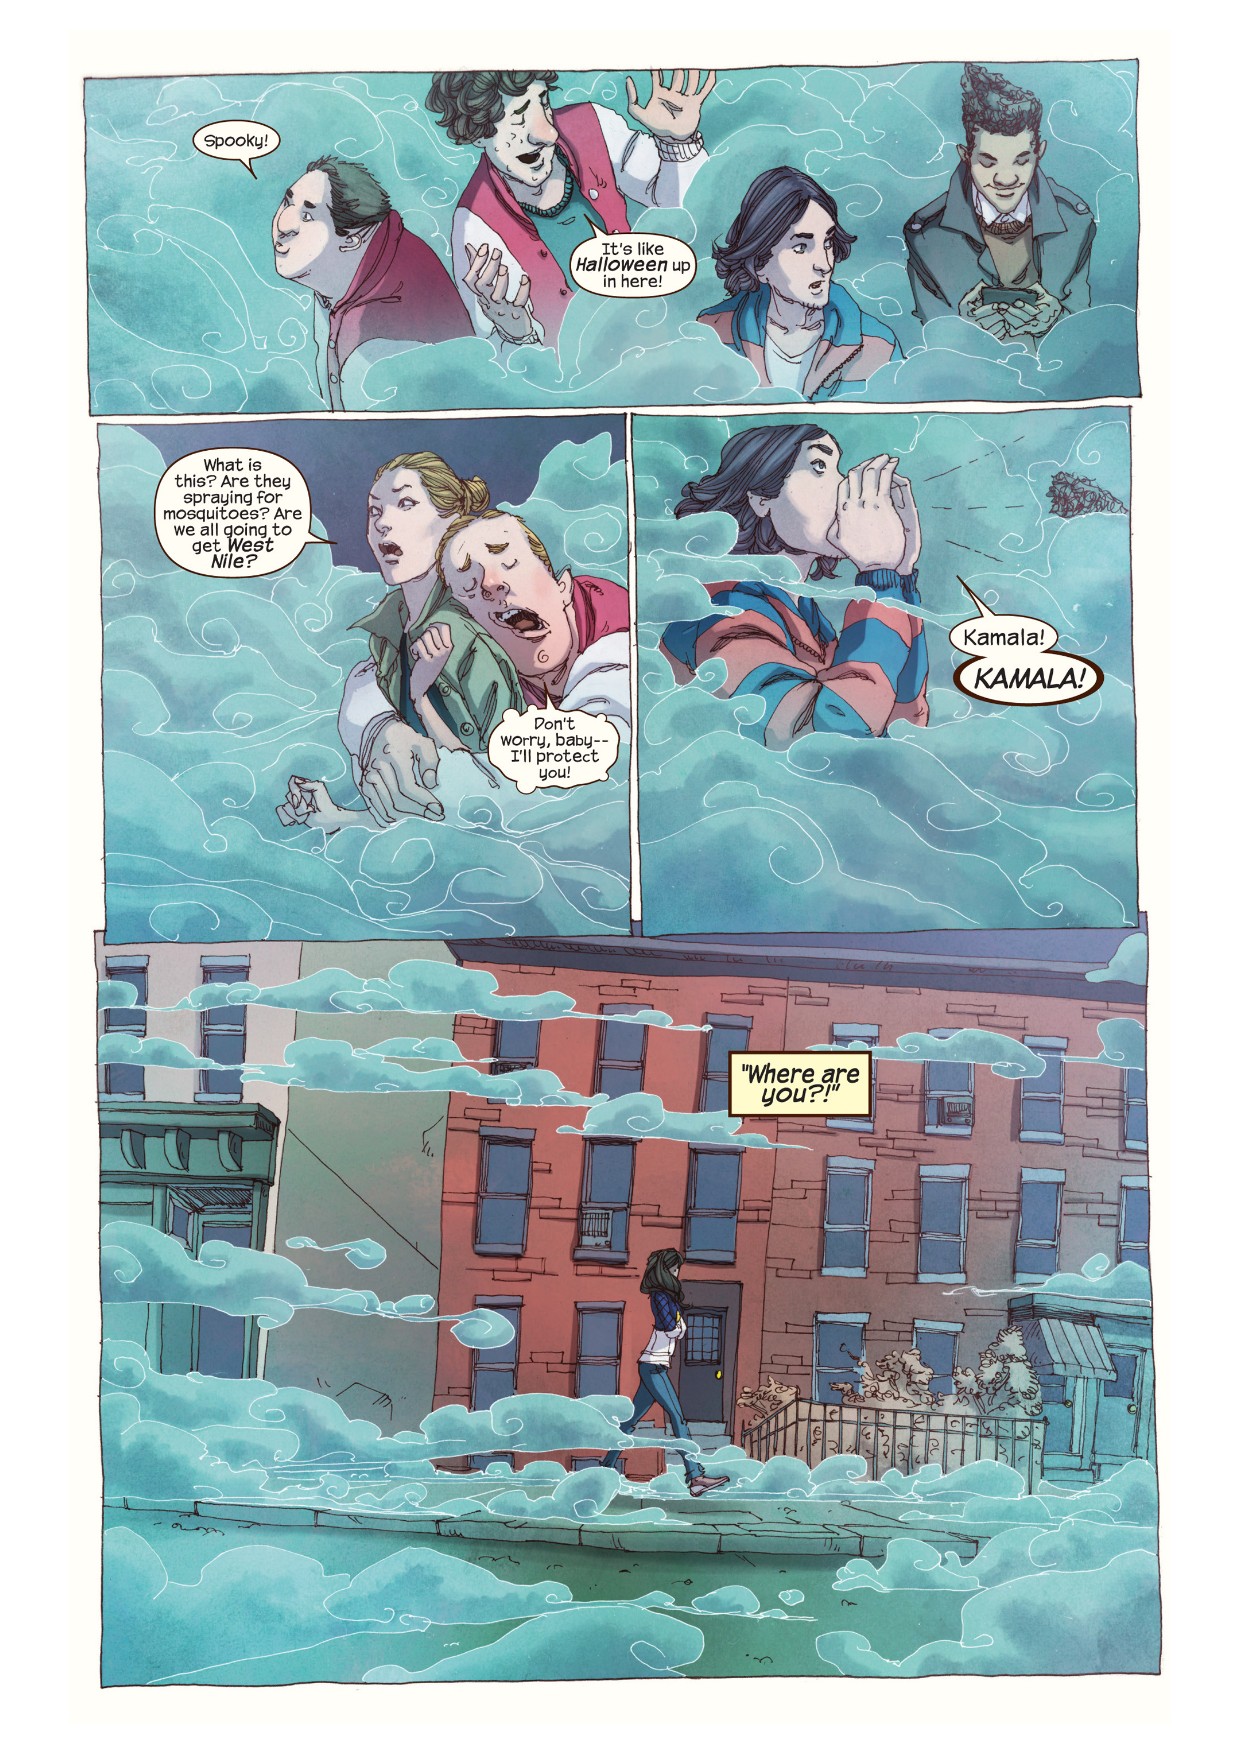 Spooky!
It's like
Halloween up
in here!
What is
this? Are they
spraying for
mosquitoes? Are
we all going to
get West
Nile?
Don't
worry, baby--
I'll protect
you!
Kamala!
KAMALA!
"Where are
you?!"